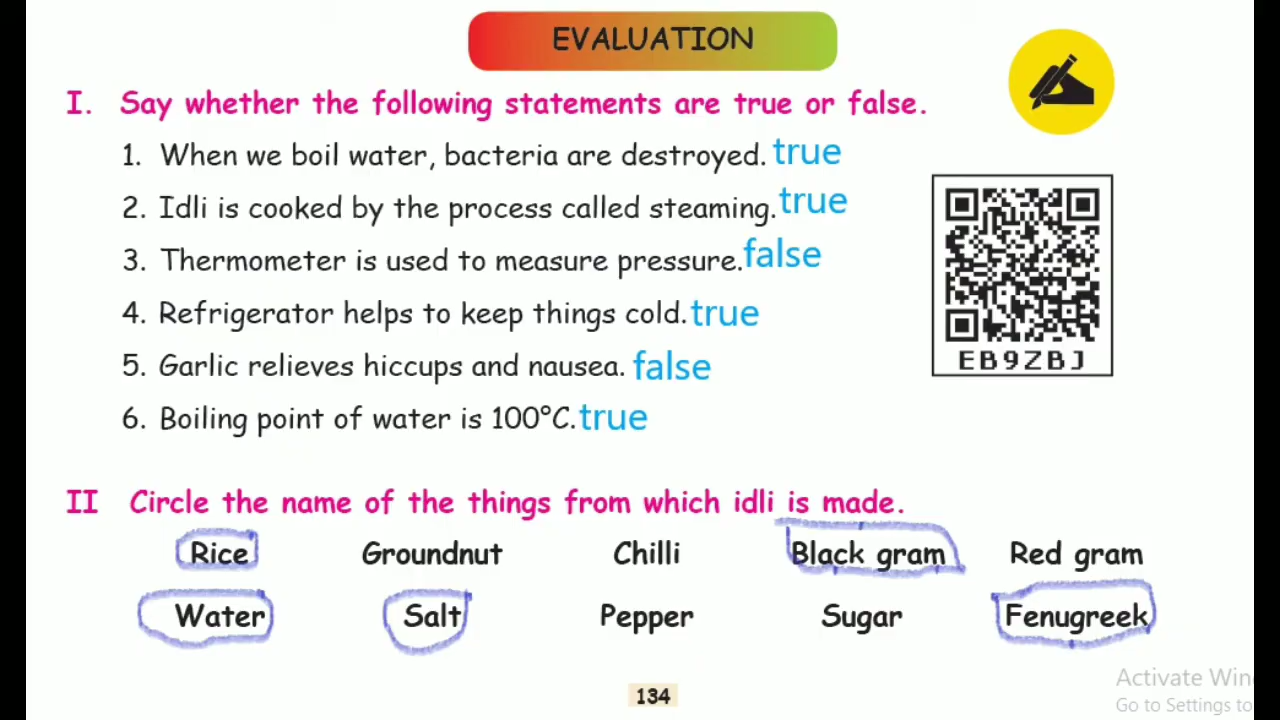 EVALUATION
I. Say whether the following statements are true or false.
1. When we boil water, bacteria are destroyed. true
2. Idli is cooked by the process called steaming. true
3. Thermometer is used to measure pressure. false
4. Refrigerator helps to keep things cold. true
5. Garlic relieves hiccups and nausea. false
6. Boiling point of water is 100°C. true
EB9ZBJ
II Circle the name of the things from which idli is made.
Rice Groundnut Chilli Black gram Red gram
Water Salt Pepper Sugar Fenugreek
134
Activate Win
Go to Settings to